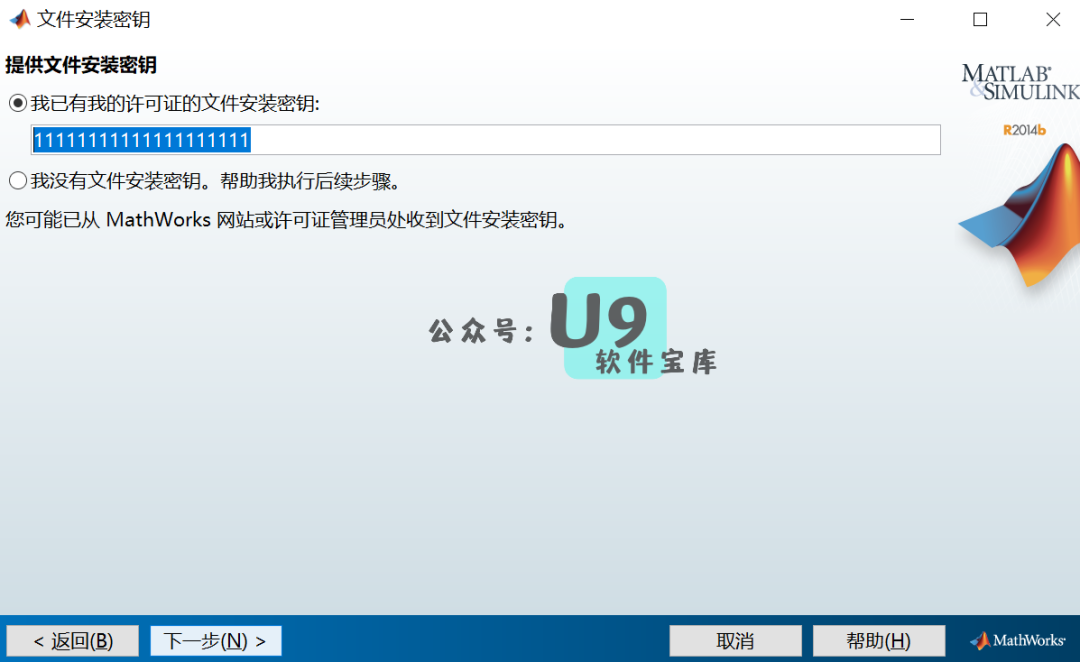 文件安装密钥
提供文件安装密钥
我已有我的许可证的文件安装密钥:
11111111111111111111
我没有文件安装密钥。帮助我执行后续步骤。
您可能已从 MathWorks 网站或许可证管理员处收到文件安装密钥。
MATLAB®
&SIMULINK
R2014b
公众号：U9
软件宝库
< 返回(B)
下一步(N) >
取消
帮助(H)
MathWorks®